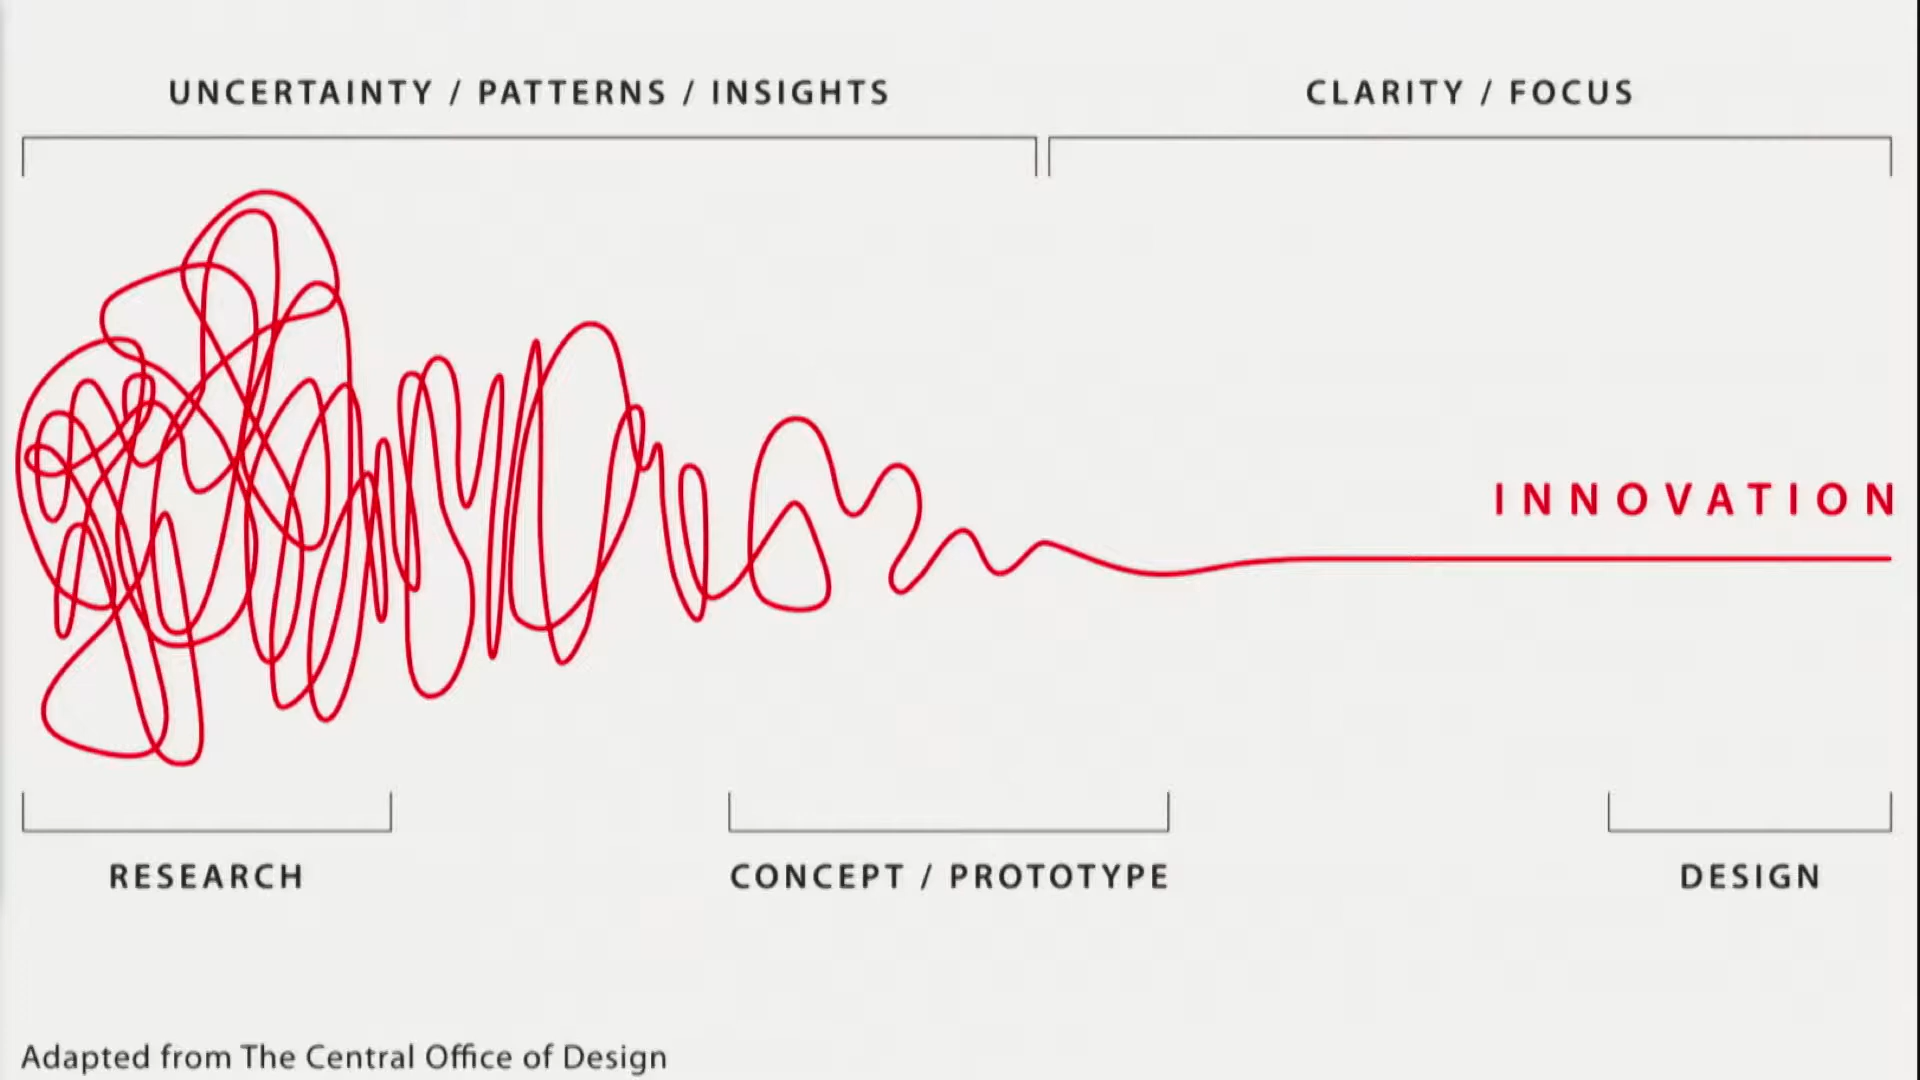 UNCERTAINTY / PATTERNS / INSIGHTS
CLARITY / FOCUS
INNOVATION
RESEARCH
CONCEPT / PROTOTYPE
DESIGN
Adapted from The Central Office of Design